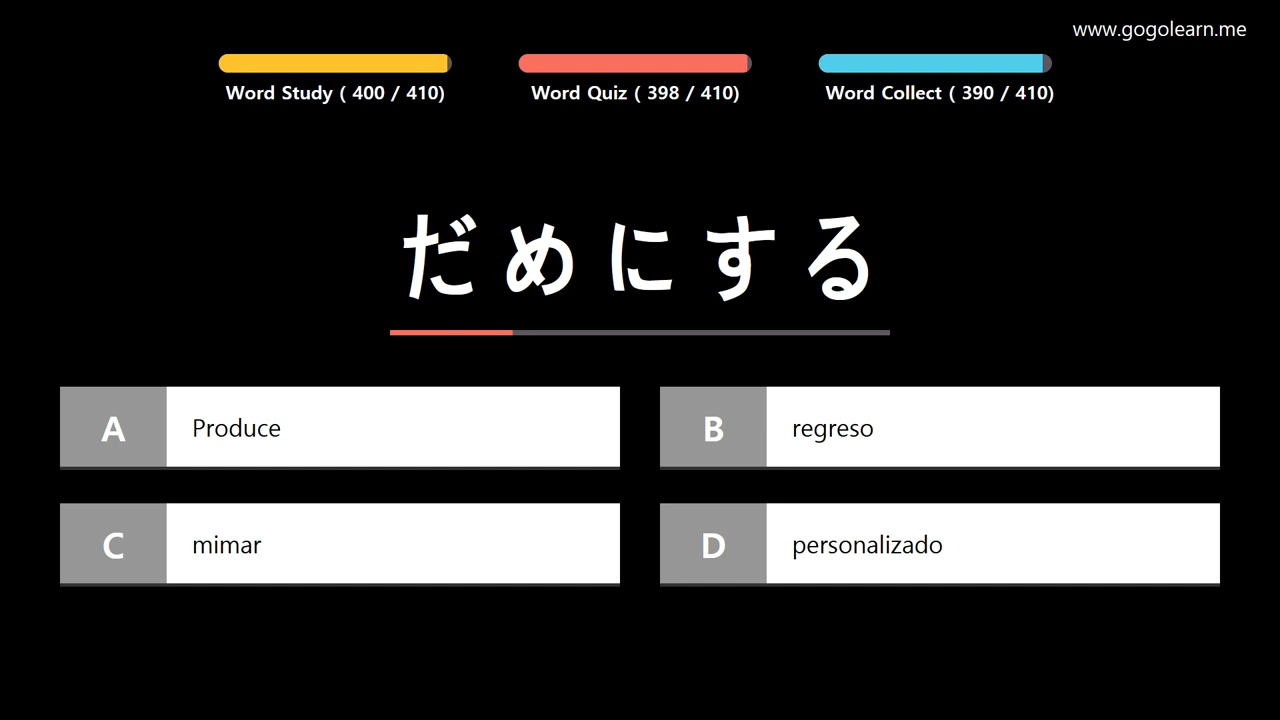 www.gogolearn.me
Word Study ( 400 / 410)
Word Quiz ( 398 / 410)
Word Collect ( 390 / 410)
だめにする
A Produce
B regreso
C mimar
D personalizado